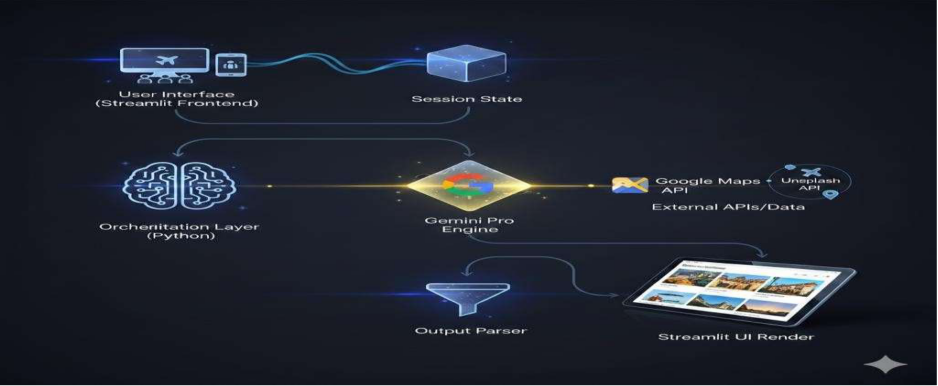 User Interface
(Streamlit Frontend)
Session State
Orchenitation Layer
(Python)
Gemini Pro
Engine
Google Maps
API
Unsplash
API
External APIs/Data
Output Parser
Streamlit UI Render